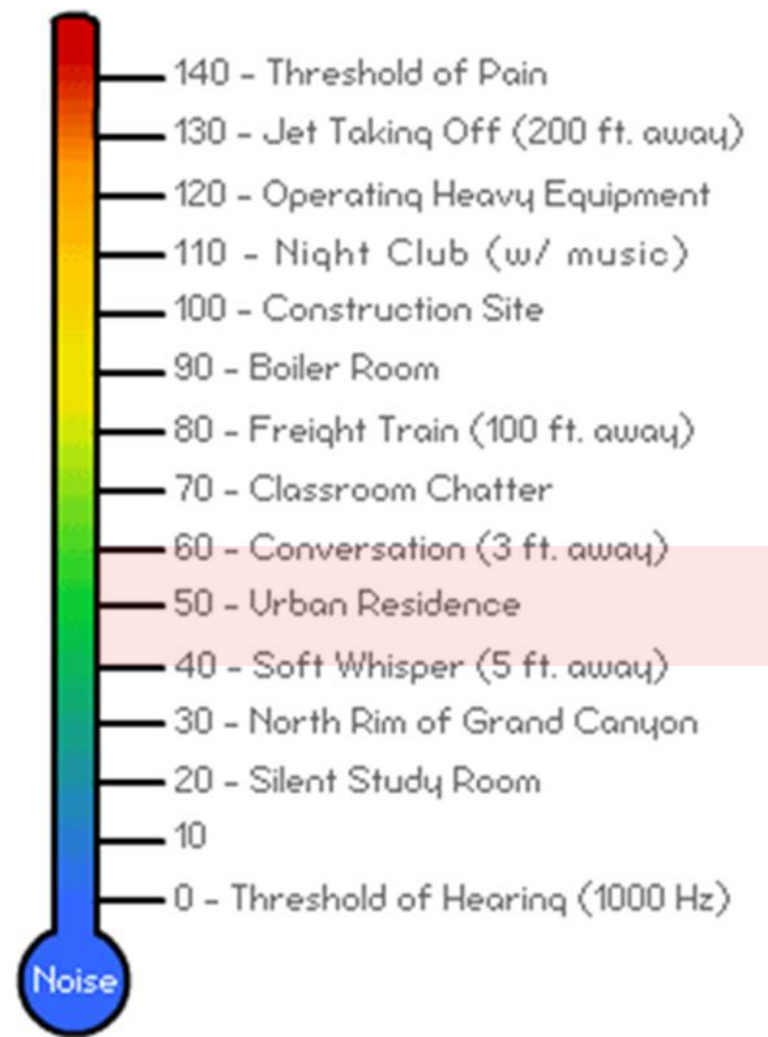 140 - Threshold of Pain
130 - Jet Taking Off (200 ft. away)
120 - Operating Heavy Equipment
110 - Night Club (w/ music)
100 - Construction Site
90 - Boiler Room
80 - Freight Train (100 ft. away)
70 - Classroom Chatter
60 - Conversation (3 ft. away)
50 - Urban Residence
40 - Soft Whisper (5 ft. away)
30 - North Rim of Grand Canyon
20 - Silent Study Room
10
0 - Threshold of Hearing (1000 Hz)
Noise